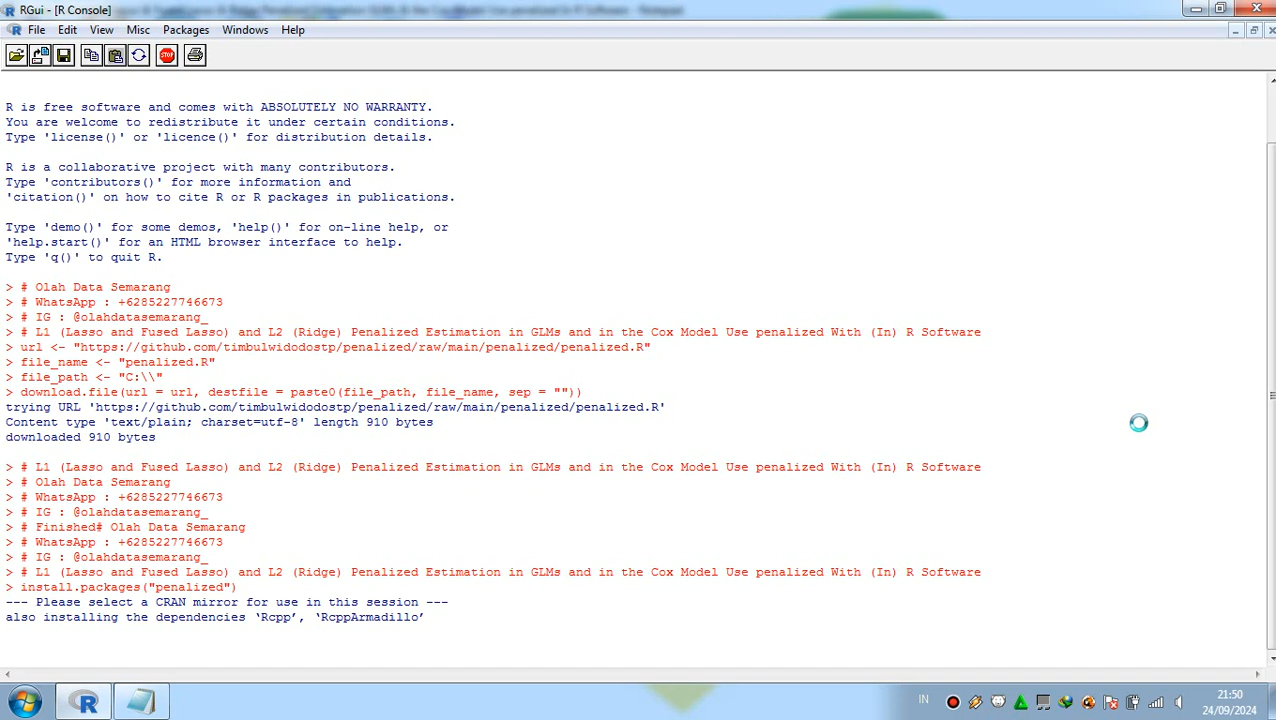 RGui - [R Console]
File Edit View Misc Packages Windows Help
STOP
R is free software and comes with ABSOLUTELY NO WARRANTY.
You are welcome to redistribute it under certain conditions.
Type 'license()' or 'licence()' for distribution details.
R is a collaborative project with many contributors.
Type 'contributors()' for more information and
'citation()' on how to cite R or R packages in publications.
Type 'demo()' for some demos, 'help()' for on-line help, or
'help.start()' for an HTML browser interface to help.
Type 'q()' to quit R.
> # Olah Data Semarang
> # WhatsApp : +6285227746673
> # IG : @olahdatasemarang_
> # L1 (Lasso and Fused Lasso) and L2 (Ridge) Penalized Estimation in GLMs and in the Cox Model Use penalized With (In) R Software
> url <- "https://github.com/timbulwidodostp/penalized/raw/main/penalized/penalized.R"
> file_name <- "penalized.R"
> file_path <- "C:\\"
> download.file(url = url, destfile = paste0(file_path, file_name, sep = ""))
trying URL 'https://github.com/timbulwidodostp/penalized/raw/main/penalized/penalized.R'
Content type 'text/plain; charset=utf-8' length 910 bytes
downloaded 910 bytes
> # L1 (Lasso and Fused Lasso) and L2 (Ridge) Penalized Estimation in GLMs and in the Cox Model Use penalized With (In) R Software
> # Olah Data Semarang
> # WhatsApp : +6285227746673
> # IG : @olahdatasemarang_
> # Finished# Olah Data Semarang
> # WhatsApp : +6285227746673
> # IG : @olahdatasemarang_
> # L1 (Lasso and Fused Lasso) and L2 (Ridge) Penalized Estimation in GLMs and in the Cox Model Use penalized With (In) R Software
> install.packages("penalized")
--- Please select a CRAN mirror for use in this session ---
also installing the dependencies ‘Rcpp’, ‘RcppArmadillo’
IN
21:50
24/09/2024